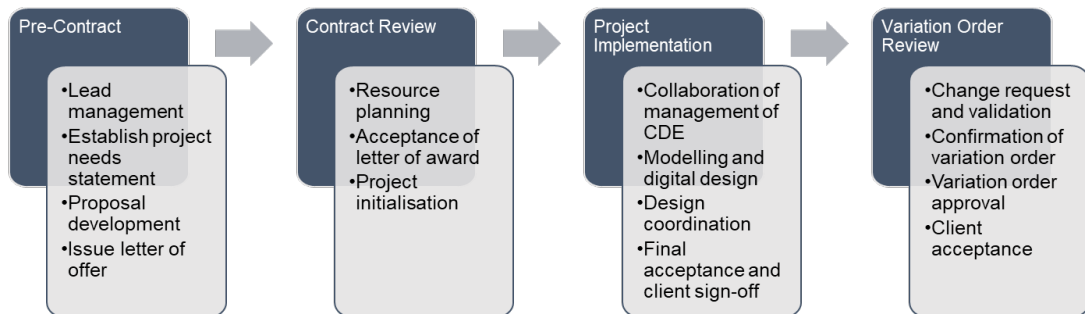 Pre-Contract
•Lead
management
•Establish project
needs
statement
•Proposal
development
•Issue letter of
offer
Contract Review
•Resource
planning
•Acceptance of
letter of award
•Project
initialisation
Project
Implementation
•Collaboration of
management of
CDE
•Modelling and
digital design
•Design
coordination
•Final
acceptance and
client sign-off
Variation Order
Review
•Change request
and validation
•Confirmation of
variation order
•Variation order
approval
•Client
acceptance